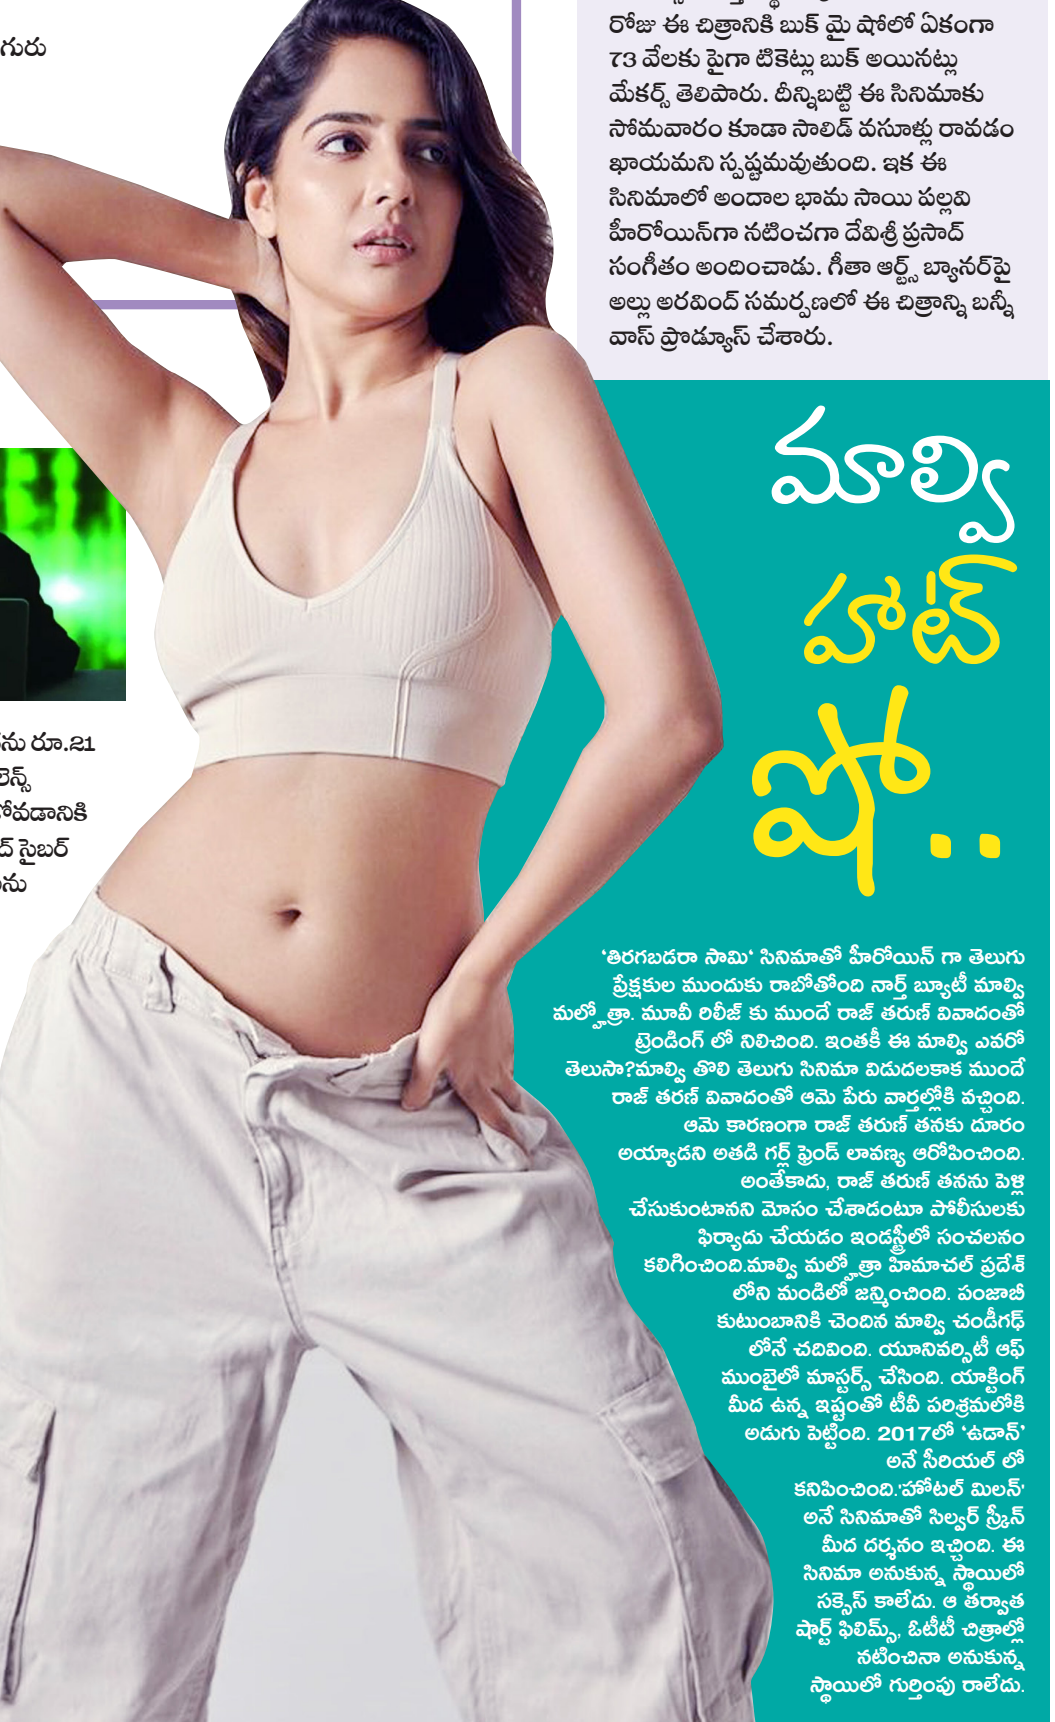 గురు
రోజు ఈ చిత్రానికి బుక్ మై షోలో ఏకంగా
73 వేలకు పైగా టికెట్లు బుక్ అయినట్లు
మేకర్స్ తెలిపారు. దీన్నిబట్టి ఈ సినిమాకు
సోమవారం కూడా సాలిడ్ వసూళ్లు రావడం
ఖాయమని స్పష్టమవుతుంది. ఇక ఈ
సినిమాలో అందాల భామ సాయి పల్లవి
హీరోయిన్‌గా నటించగా దేవిశ్రీ ప్రసాద్
సంగీతం అందించాడు. గీతా ఆర్ట్స్ బ్యానర్‌పై
అల్లు అరవింద్ సమర్పణలో ఈ చిత్రాన్ని బన్నీ
వాస్ ప్రొడ్యూస్ చేశారు.
రూ.21
సైబర్
మాల్వి
హాట్
షో..
'తిరగబడరా సామి' సినిమాతో హీరోయిన్ గా తెలుగు
ప్రేక్షకుల ముందుకు రాబోతోంది నార్త్ బ్యూటీ మాల్వి
మల్హోత్రా. మూవీ రిలీజ్ కు ముందే రాజ్ తరుణ్ వివాదంతో
ట్రెండింగ్ లో నిలిచింది. ఇంతకీ ఈ మాల్వి ఎవరో
తెలుసా?మాల్వి తొలి తెలుగు సినిమా విడుదలకాక ముందే
రాజ్ తరణ్ వివాదంతో ఆమె పేరు వార్తల్లోకి వచ్చింది.
ఆమె కారణంగా రాజ్ తరుణ్ తనకు దూరం
అయ్యాడని అతడి గర్ల్ ఫ్రెండ్ లావణ్య ఆరోపించింది.
అంతేకాదు, రాజ్ తరుణ్ తనను పెళ్లి
చేసుకుంటానని మోసం చేశాడంటూ పోలీసులకు
ఫిర్యాదు చేయడం ఇండస్ట్రీలో సంచలనం
కలిగించింది.మాల్వి మల్హోత్రా హిమాచల్ ప్రదేశ్
లోని మండిలో జన్మించింది. పంజాబీ
కుటుంబానికి చెందిన మాల్వి చండీగఢ్
లోనే చదివింది. యూనివర్సిటీ ఆఫ్
ముంబైలో మాస్టర్స్ చేసింది. యాక్టింగ్
మీద ఉన్న ఇష్టంతో టీవీ పరిశ్రమలోకి
అడుగు పెట్టింది. 2017లో 'ఉడాన్'
అనే సీరియల్ లో
కనిపించింది.'హోటల్ మిలన్'
అనే సినిమాతో సిల్వర్ స్క్రీన్
మీద దర్శనం ఇచ్చింది. ఈ
సినిమా అనుకున్న స్థాయిలో
సక్సెస్ కాలేదు. ఆ తర్వాత
షార్ట్ ఫిలిమ్స్, ఓటీటీ చిత్రాల్లో
నటించినా అనుకున్న
స్థాయిలో గుర్తింపు రాలేదు.